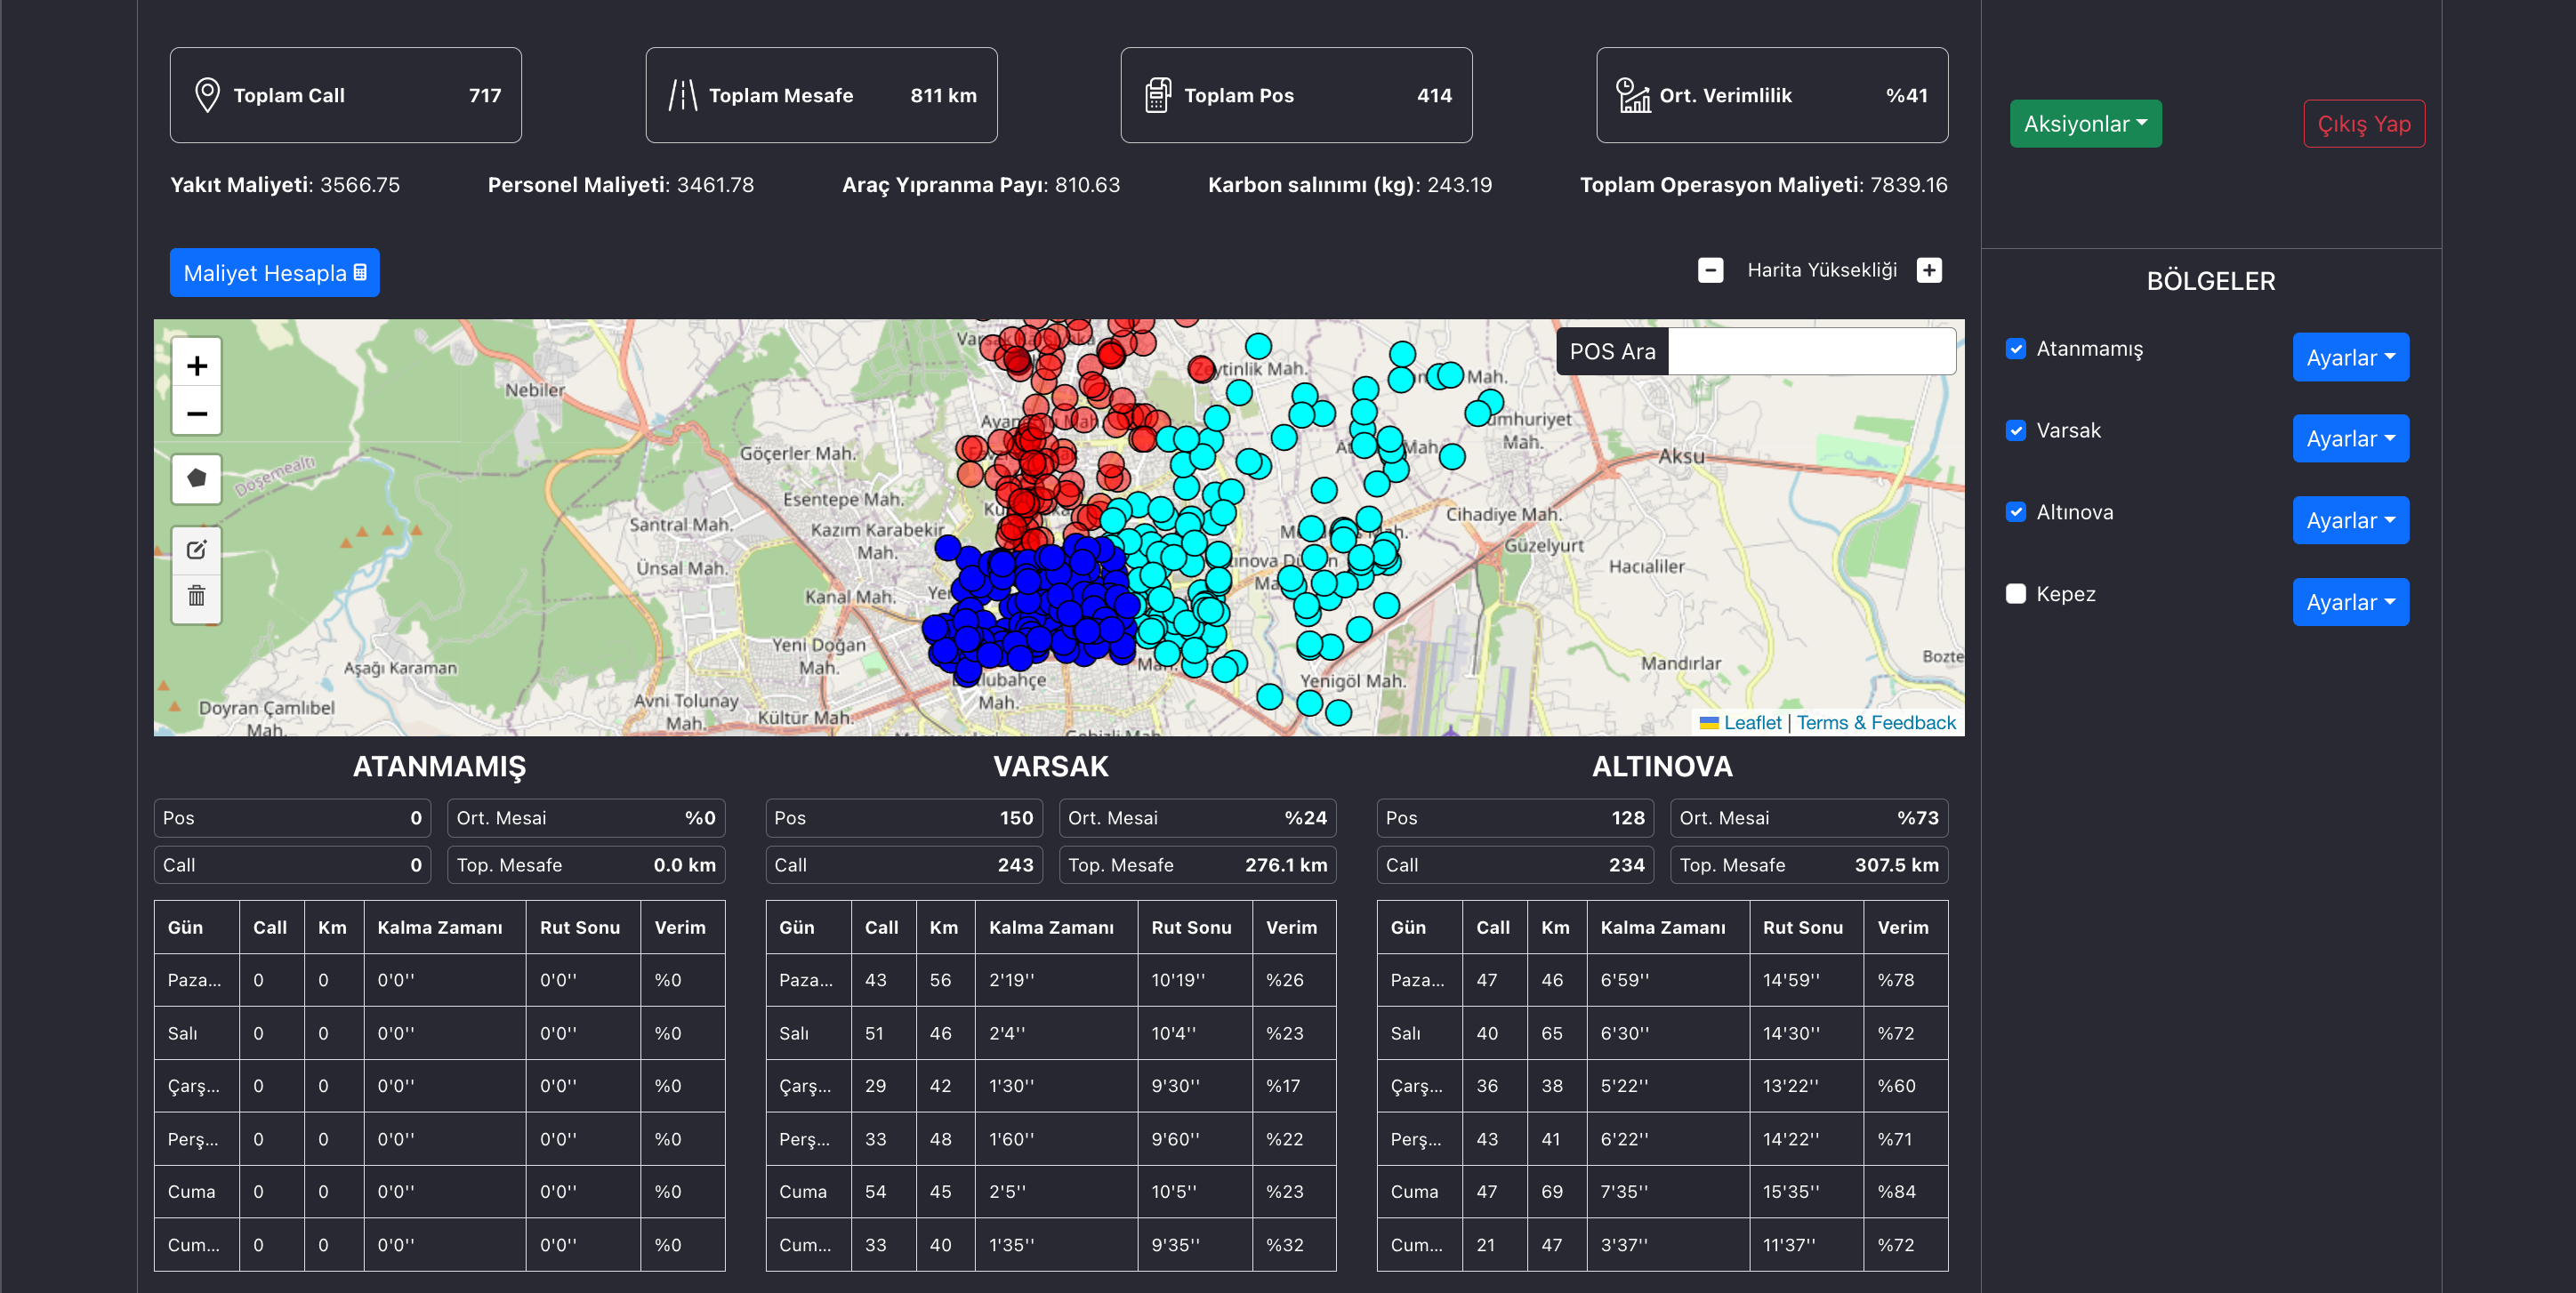 Toplam Call 717
Toplam Mesafe 811 km
Toplam Pos 414
Ort. Verimlilik %41
Aksiyonlar
Çıkış Yap
Yakıt Maliyeti: 3566.75
Personel Maliyeti: 3461.78
Araç Yıpranma Payı: 810.63
Karbon salınımı (kg): 243.19
Toplam Operasyon Maliyeti: 7839.16
Maliyet Hesapla
Harita Yüksekliği
BÖLGELER
Atanmamış Ayarlar
Varsak Ayarlar
Altınova Ayarlar
Kepez Ayarlar
POS Ara
Nebiler
Döşemealtı
Göçerler Mah.
Esentepe Mah.
Santral Mah.
Kazım Karabekir
Mah.
Ünsal Mah.
Kanal Mah.
Yeni Doğan
Mah.
Aşağı Karaman
Avni Tolunay
Mah.
Kültür Mah.
Doyran Çamlıbel
Mah.
Mah.
Aksu
Cihadiye Mah.
Güzelyurt
Hacıaliler
Mandırlar
Yenigöl Mah.
Bozte
Leaflet | Terms & Feedback
ATANMAMIŞ
Pos 0
Ort. Mesai %0
Call 0
Top. Mesafe 0.0 km
Gün Call Km Kalma Zamanı Rut Sonu Verim
Paza... 0 0 0'0'' 0'0'' %0
Salı 0 0 0'0'' 0'0'' %0
Çarş... 0 0 0'0'' 0'0'' %0
Perş... 0 0 0'0'' 0'0'' %0
Cuma 0 0 0'0'' 0'0'' %0
Cum... 0 0 0'0'' 0'0'' %0
VARSAK
Pos 150
Ort. Mesai %24
Call 243
Top. Mesafe 276.1 km
Gün Call Km Kalma Zamanı Rut Sonu Verim
Paza... 43 56 2'19'' 10'19'' %26
Salı 51 46 2'4'' 10'4'' %23
Çarş... 29 42 1'30'' 9'30'' %17
Perş... 33 48 1'60'' 9'60'' %22
Cuma 54 45 2'5'' 10'5'' %23
Cum... 33 40 1'35'' 9'35'' %32
ALTINOVA
Pos 128
Ort. Mesai %73
Call 234
Top. Mesafe 307.5 km
Gün Call Km Kalma Zamanı Rut Sonu Verim
Paza... 47 46 6'59'' 14'59'' %78
Salı 40 65 6'30'' 14'30'' %72
Çarş... 36 38 5'22'' 13'22'' %60
Perş... 43 41 6'22'' 14'22'' %71
Cuma 47 69 7'35'' 15'35'' %84
Cum... 21 47 3'37'' 11'37'' %72